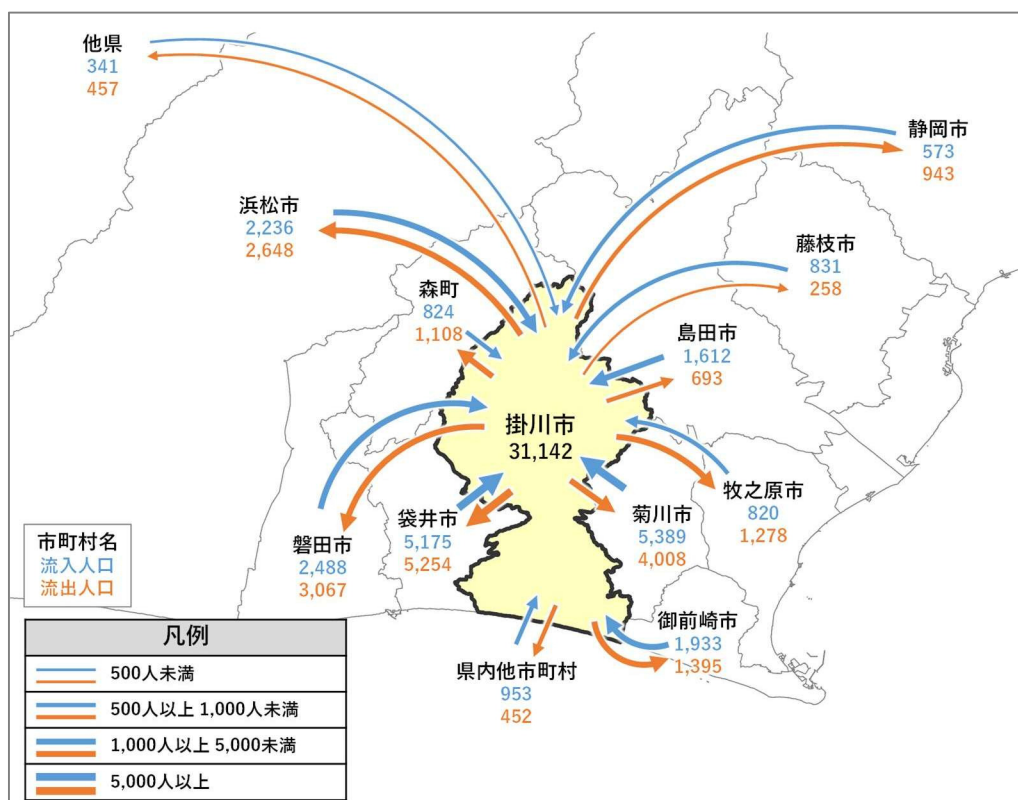 他県
341
457
静岡市
573
943
浜松市
2,236
2,648
藤枝市
831
258
森町
824
1,108
島田市
1,612
693
掛川市
31,142
牧之原市
820
1,278
袋井市
5,175
5,254
菊川市
5,389
4,008
磐田市
2,488
3,067
御前崎市
1,933
1,395
県内他市町村
953
452
市町村名
流入人口
流出人口
凡例
500人未満
500人以上 1,000人未満
1,000人以上 5,000未満
5,000人以上